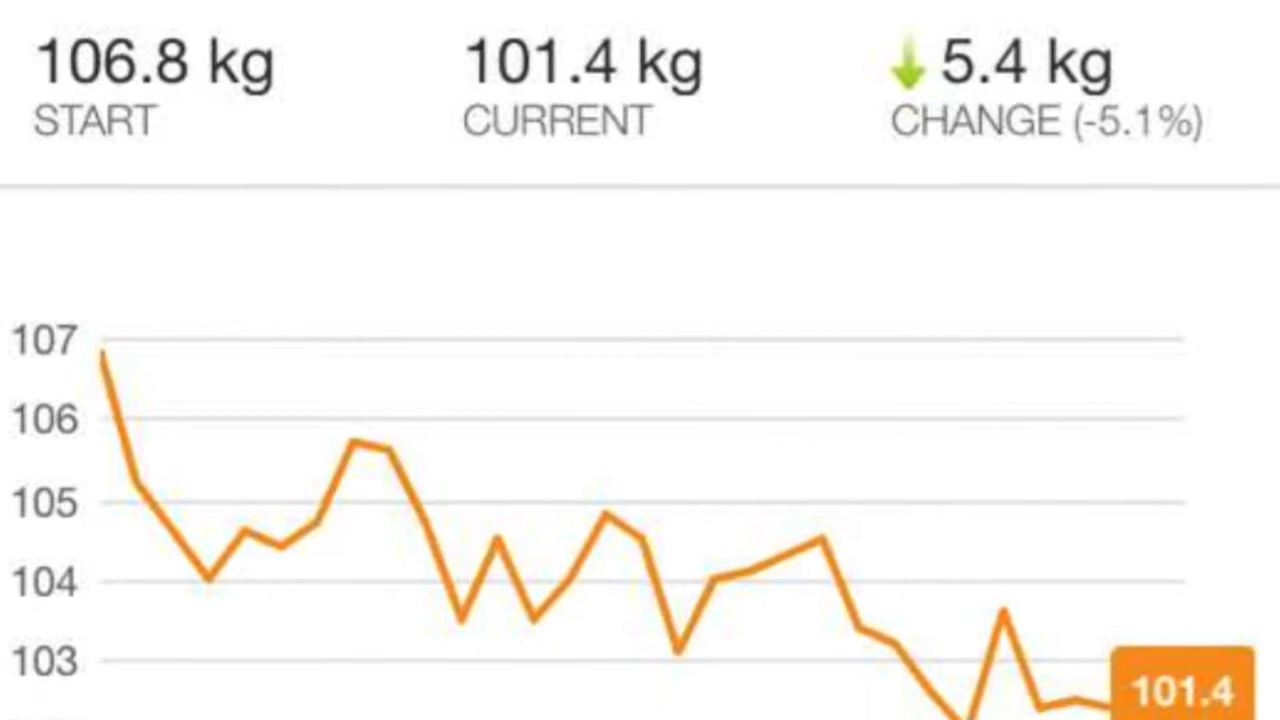 106.8 kg
START
101.4 kg
CURRENT
5.4 kg
CHANGE (-5.1%)
107
106
105
104
103
101.4